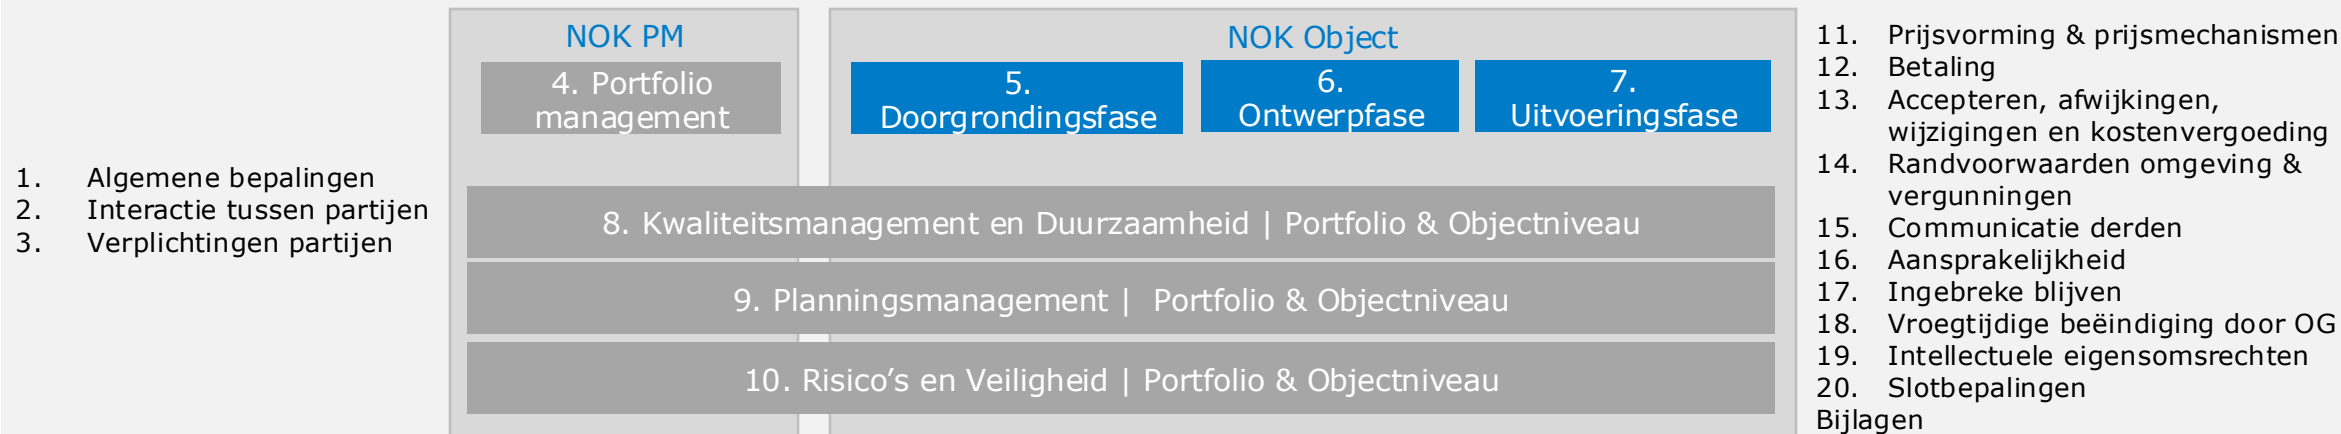 1. Algemene bepalingen
2. Interactie tussen partijen
3. Verplichtingen partijen
NOK PM
4. Portfolio
management
NOK Object
5.
Doorgrondingsfase
6.
Ontwerpfase
7.
Uitvoeringsfase
8. Kwaliteitsmanagement en Duurzaamheid | Portfolio & Objectniveau
9. Planningsmanagement | Portfolio & Objectniveau
10. Risico’s en Veiligheid | Portfolio & Objectniveau
11. Prijsvorming & prijsmechanismen
12. Betaling
13. Accepteren, afwijkingen,
wijzigingen en kostenvergoeding
14. Randvoorwaarden omgeving &
vergunningen
15. Communicatie derden
16. Aansprakelijkheid
17. Ingebreke blijven
18. Vroegtijdige beëindiging door OG
19. Intellectuele eigensomsrechten
20. Slotbepalingen
Bijlagen